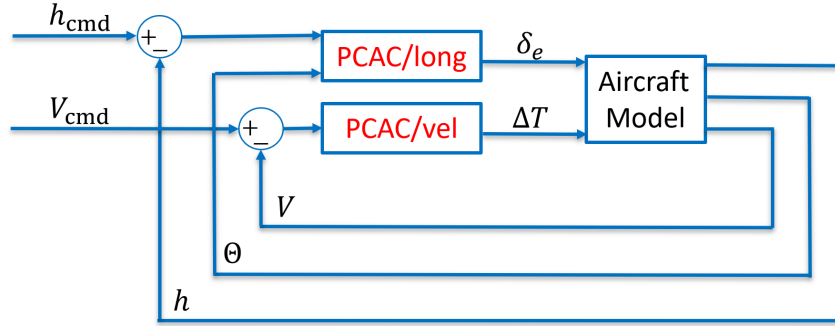 h_cmd
+
−
PCAC/long
δ_e
Aircraft
Model
V_cmd
+
−
PCAC/vel
ΔT
V
Θ
h